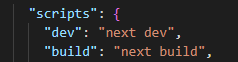 "scripts": {
"dev": "next dev",
"build": "next build",